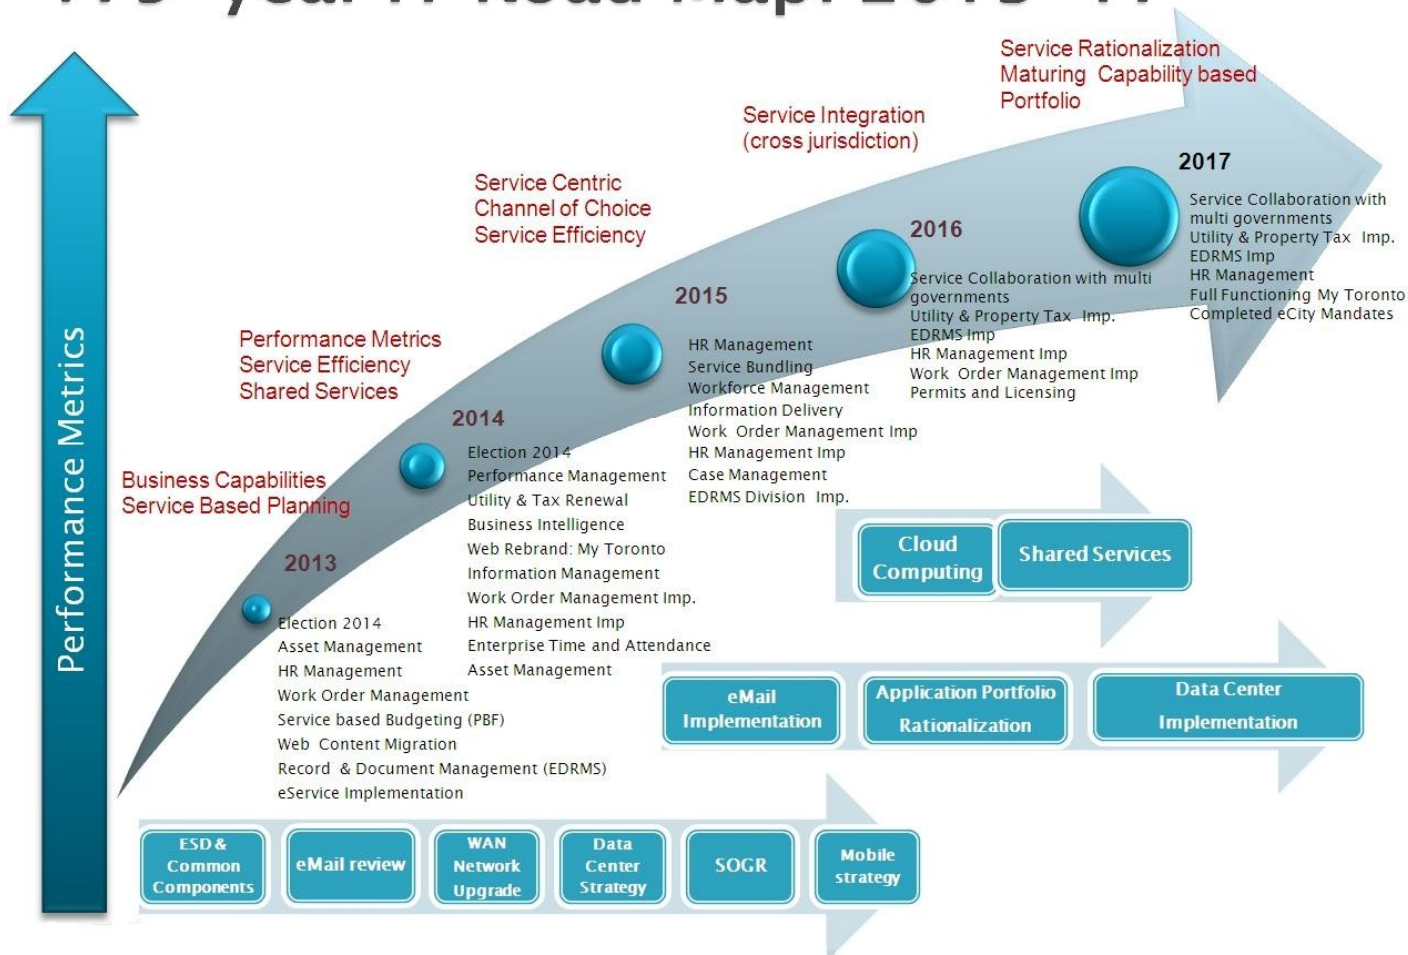 Year IT Road Map: 2013-17
Service Rationalization
Maturing Capability based
Portfolio
Service Integration
(cross jurisdiction)
Service Centric
Channel of Choice
Service Efficiency
Performance Metrics
Service Efficiency
Shared Services
Business Capabilities
Service Based Planning
Performance Metrics
2013
Election 2014
Asset Management
HR Management
Work Order Management
Service based Budgeting (PBF)
Web Content Migration
Record & Document Management (EDRMS)
eService Implementation
2014
Election 2014
Performance Management
Utility & Tax Renewal
Business Intelligence
Web Rebrand: My Toronto
Information Management
Work Order Management Imp.
HR Management Imp
Enterprise Time and Attendance
Asset Management
2015
HR Management
Service Bundling
Workforce Management
Information Delivery
Work Order Management Imp
HR Management Imp
Case Management
EDRMS Division Imp.
2016
Service Collaboration with multi
governments
Utility & Property Tax Imp.
EDRMS Imp
HR Management Imp
Work Order Management Imp
Permits and Licensing
2017
Service Collaboration with
multi governments
Utility & Property Tax Imp.
EDRMS Imp
HR Management
Full Functioning My Toronto
Completed eCity Mandates
Cloud
Computing
Shared Services
eMail
Implementation
Application Portfolio
Rationalization
Data Center
Implementation
ESD &
Common
Components
eMail review
WAN
Network
Upgrade
Data
Center
Strategy
SOGR
Mobile
strategy